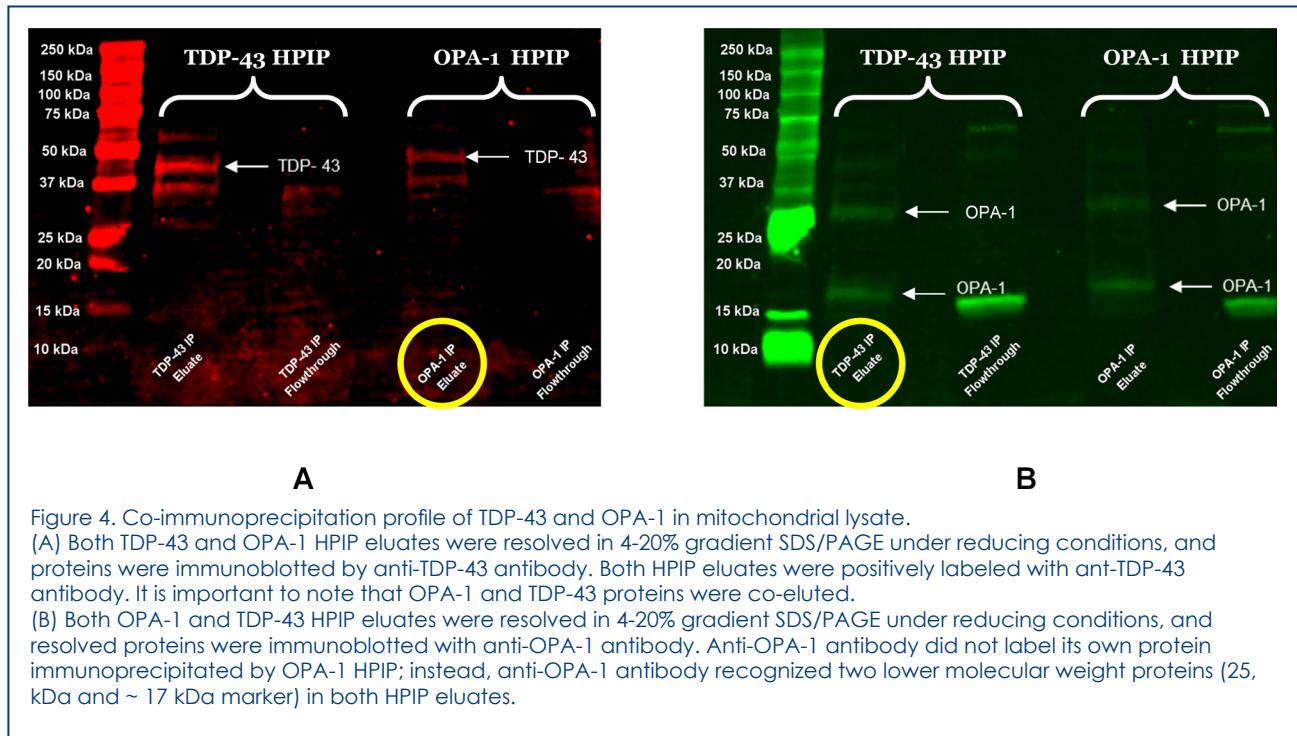 TDP-43 HPIP
OPA-1 HPIP
250 kDa
150 kDa
100 kDa
75 kDa
50 kDa
37 kDa
25 kDa
20 kDa
15 kDa
10 kDa
TDP- 43
TDP- 43
TDP-43 IP
Eluate
TDP-43 IP
Flowthrough
OPA-1 IP
Eluate
OPA-1 IP
Flowthrough
A
TDP-43 HPIP
OPA-1 HPIP
250 kDa
150 kDa
100 kDa
75 kDa
50 kDa
37 kDa
25 kDa
20 kDa
15 kDa
10 kDa
OPA-1
OPA-1
OPA-1
OPA-1
TDP-43 IP
Eluate
TDP-43 IP
Flowthrough
OPA-1 IP
Eluate
OPA-1 IP
Flowthrough
B
Figure 4. Co-immunoprecipitation profile of TDP-43 and OPA-1 in mitochondrial lysate.
(A) Both TDP-43 and OPA-1 HPIP eluates were resolved in 4-20% gradient SDS/PAGE under reducing conditions, and
proteins were immunoblotted by anti-TDP-43 antibody. Both HPIP eluates were positively labeled with ant-TDP-43
antibody. It is important to note that OPA-1 and TDP-43 proteins were co-eluted.
(B) Both OPA-1 and TDP-43 HPIP eluates were resolved in 4-20% gradient SDS/PAGE under reducing conditions, and
resolved proteins were immunoblotted with anti-OPA-1 antibody. Anti-OPA-1 antibody did not label its own protein
immunoprecipitated by OPA-1 HPIP; instead, anti-OPA-1 antibody recognized two lower molecular weight proteins (25,
kDa and ~ 17 kDa marker) in both HPIP eluates.